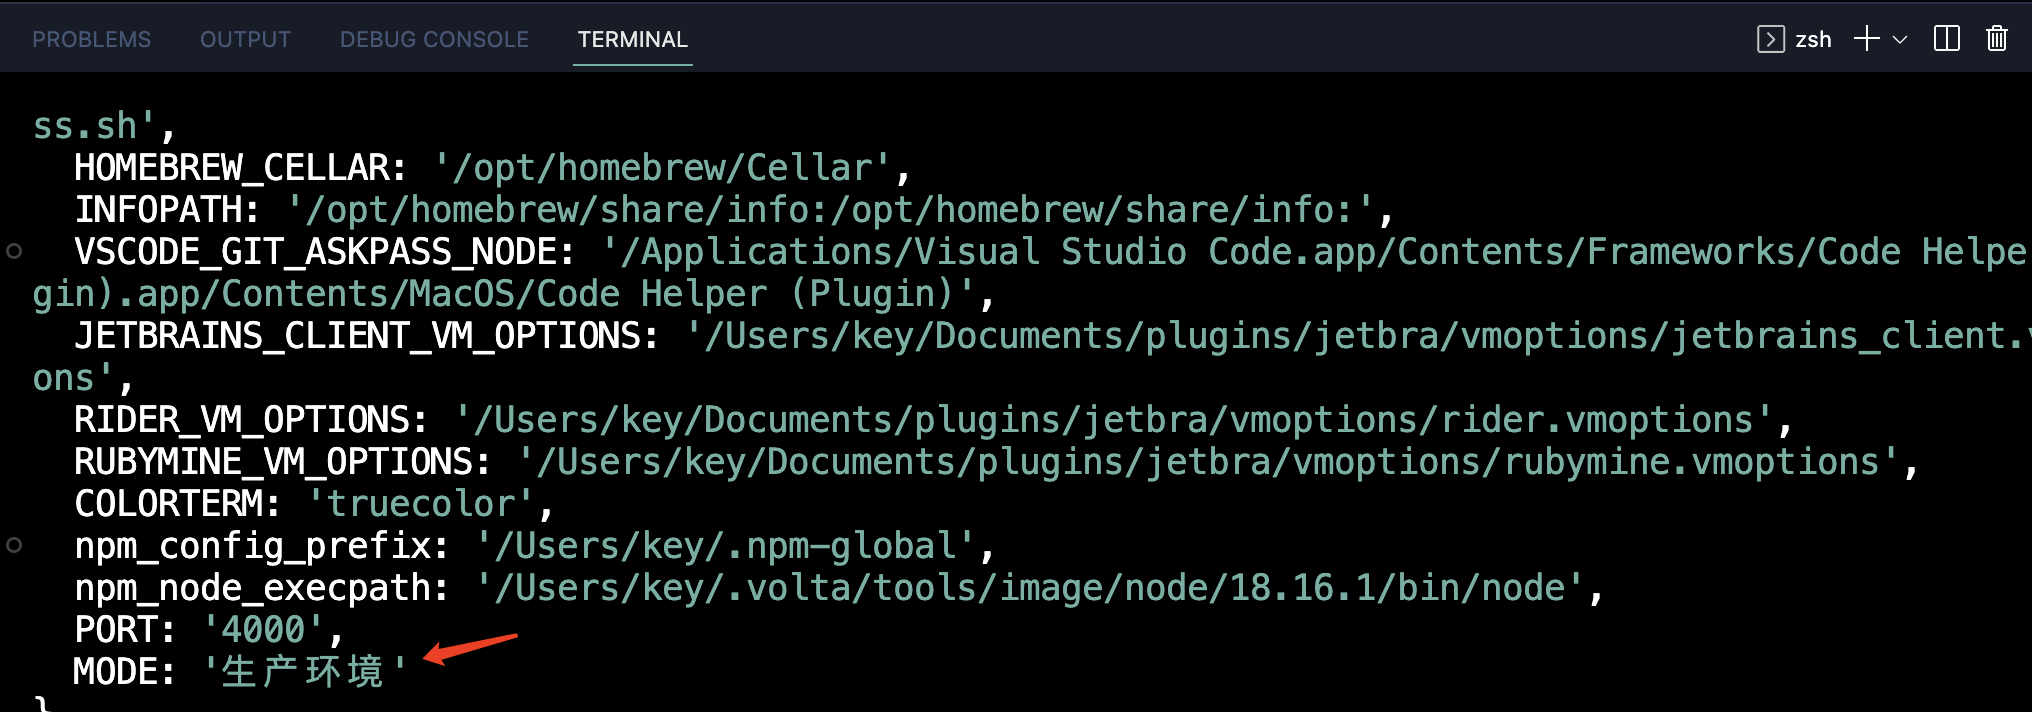 PROBLEMS OUTPUT DEBUG CONSOLE TERMINAL zsh
ss.sh',
HOMEBREW_CELLAR: '/opt/homebrew/Cellar',
INFOPATH: '/opt/homebrew/share/info:/opt/homebrew/share/info:',
VSCODE_GIT_ASKPASS_NODE: '/Applications/Visual Studio Code.app/Contents/Frameworks/Code Helpe
gin).app/Contents/MacOS/Code Helper (Plugin)',
JETBRAINS_CLIENT_VM_OPTIONS: '/Users/key/Documents/plugins/jetbra/vmoptions/jetbrains_client.v
ons',
RIDER_VM_OPTIONS: '/Users/key/Documents/plugins/jetbra/vmoptions/rider.vmoptions',
RUBYMINE_VM_OPTIONS: '/Users/key/Documents/plugins/jetbra/vmoptions/rubymine.vmoptions',
COLORTERM: 'truecolor',
npm_config_prefix: '/Users/key/.npm-global',
npm_node_execpath: '/Users/key/.volta/tools/image/node/18.16.1/bin/node',
PORT: '4000',
MODE: '生产环境'
}